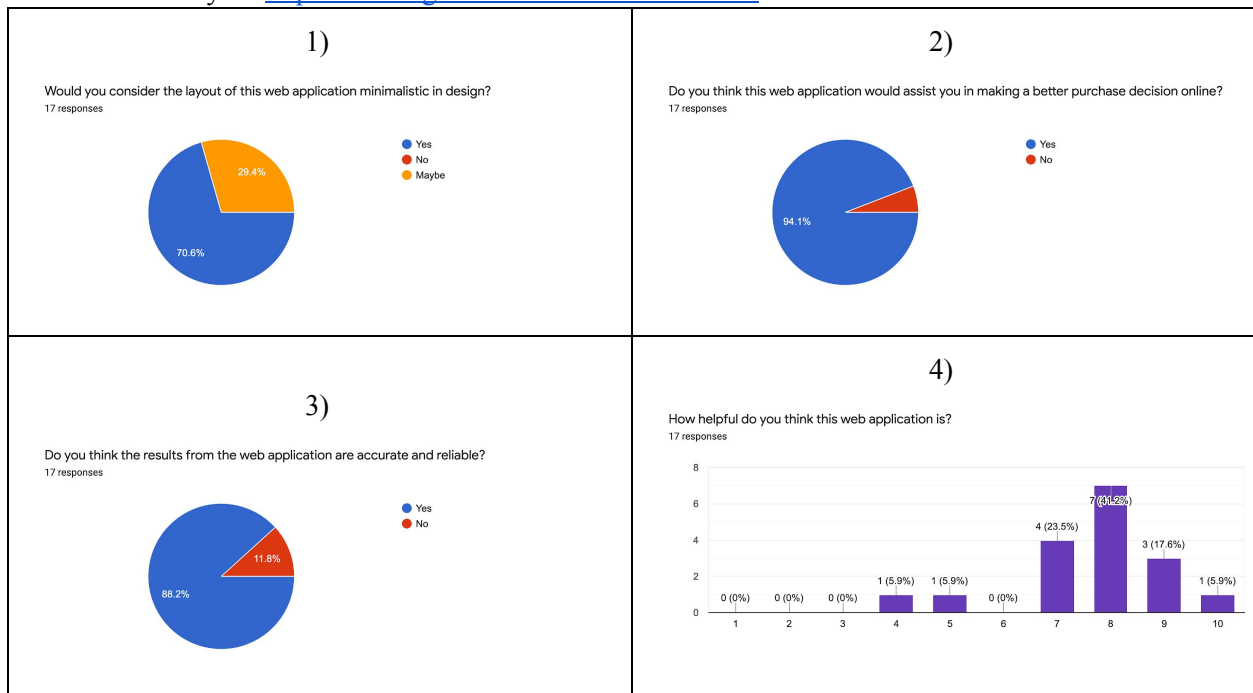 1)
Would you consider the layout of this web application minimalistic in design?
17 responses
Yes
No
Maybe
29.4%
70.6%
2)
Do you think this web application would assist you in making a better purchase decision online?
17 responses
Yes
No
94.1%
3)
Do you think the results from the web application are accurate and reliable?
17 responses
Yes
No
11.8%
88.2%
4)
How helpful do you think this web application is?
17 responses
8
6
4
2
0
0 (0%) 0 (0%) 0 (0%) 1 (5.9%) 1 (5.9%) 0 (0%) 4 (23.5%) 7 (41.2%) 3 (17.6%) 1 (5.9%)
1 2 3 4 5 6 7 8 9 10